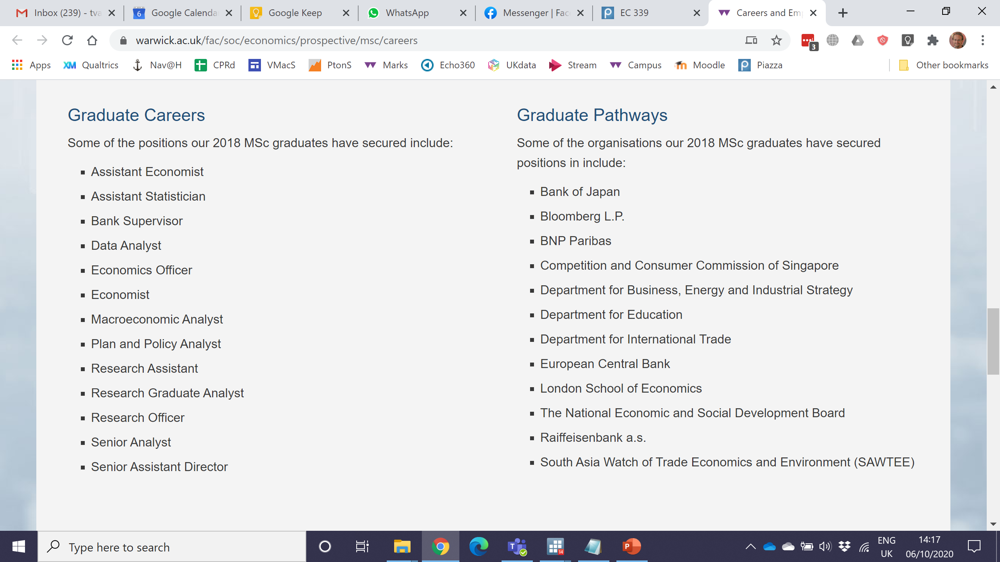 Inbox (239) - tva
Google Calenda
Google Keep
WhatsApp
Messenger | Fac
EC 339
Careers and Em
warwick.ac.uk/fac/soc/economics/prospective/msc/careers
3
Apps
Qualtrics
Nav@H
CPRd
VMacS
PtonS
Marks
Echo360
UKdata
Stream
Campus
Moodle
Piazza
Other bookmarks
Graduate Careers
Some of the positions our 2018 MSc graduates have secured include:
Assistant Economist
Assistant Statistician
Bank Supervisor
Data Analyst
Economics Officer
Economist
Macroeconomic Analyst
Plan and Policy Analyst
Research Assistant
Research Graduate Analyst
Research Officer
Senior Analyst
Senior Assistant Director
Graduate Pathways
Some of the organisations our 2018 MSc graduates have secured
positions in include:
Bank of Japan
Bloomberg L.P.
BNP Paribas
Competition and Consumer Commission of Singapore
Department for Business, Energy and Industrial Strategy
Department for Education
Department for International Trade
European Central Bank
London School of Economics
The National Economic and Social Development Board
Raiffeisenbank a.s.
South Asia Watch of Trade Economics and Environment (SAWTEE)
Type here to search
14
ENG
UK
14:17
06/10/2020